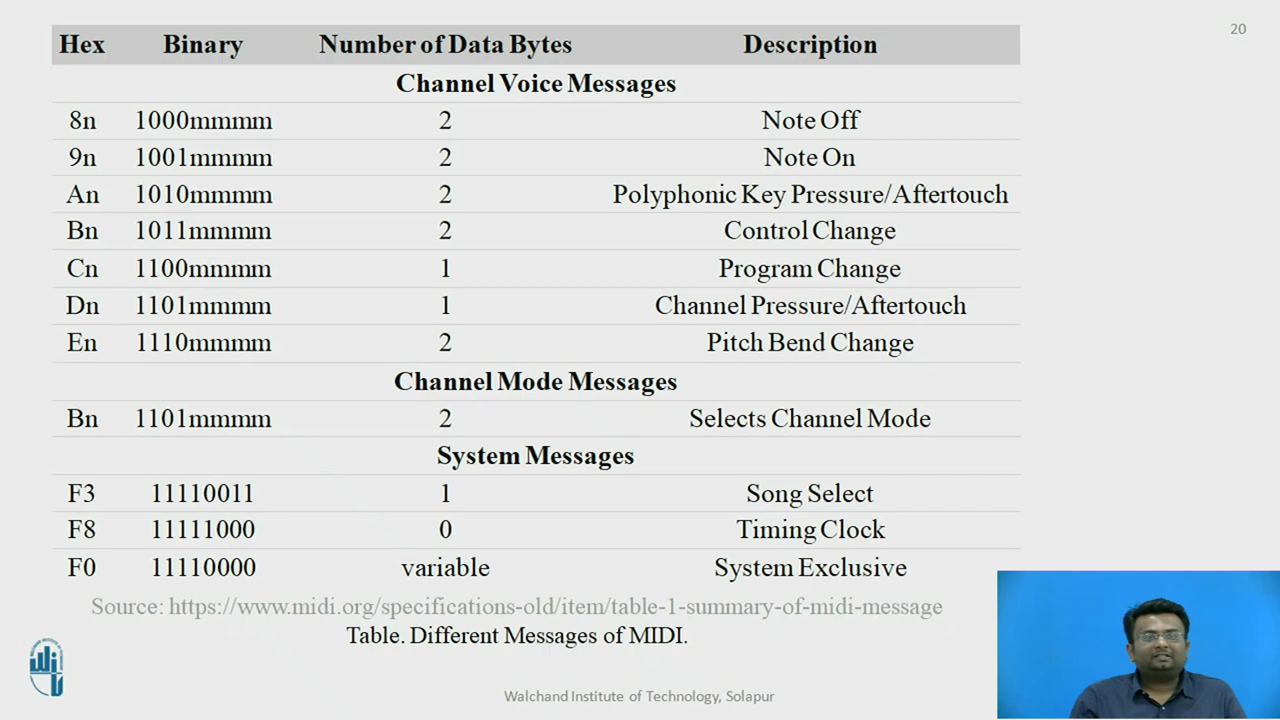 20
Hex Binary Number of Data Bytes Description
Channel Voice Messages
8n 1000mmmm 2 Note Off
9n 1001mmmm 2 Note On
An 1010mmmm 2 Polyphonic Key Pressure/Aftertouch
Bn 1011mmmm 2 Control Change
Cn 1100mmmm 1 Program Change
Dn 1101mmmm 1 Channel Pressure/Aftertouch
En 1110mmmm 2 Pitch Bend Change
Channel Mode Messages
Bn 1101mmmm 2 Selects Channel Mode
System Messages
F3 11110011 1 Song Select
F8 11111000 0 Timing Clock
F0 11110000 variable System Exclusive
Source: https://www.midi.org/specifications-old/item/table-1-summary-of-midi-message
Table. Different Messages of MIDI.
Walchand Institute of Technology, Solapur